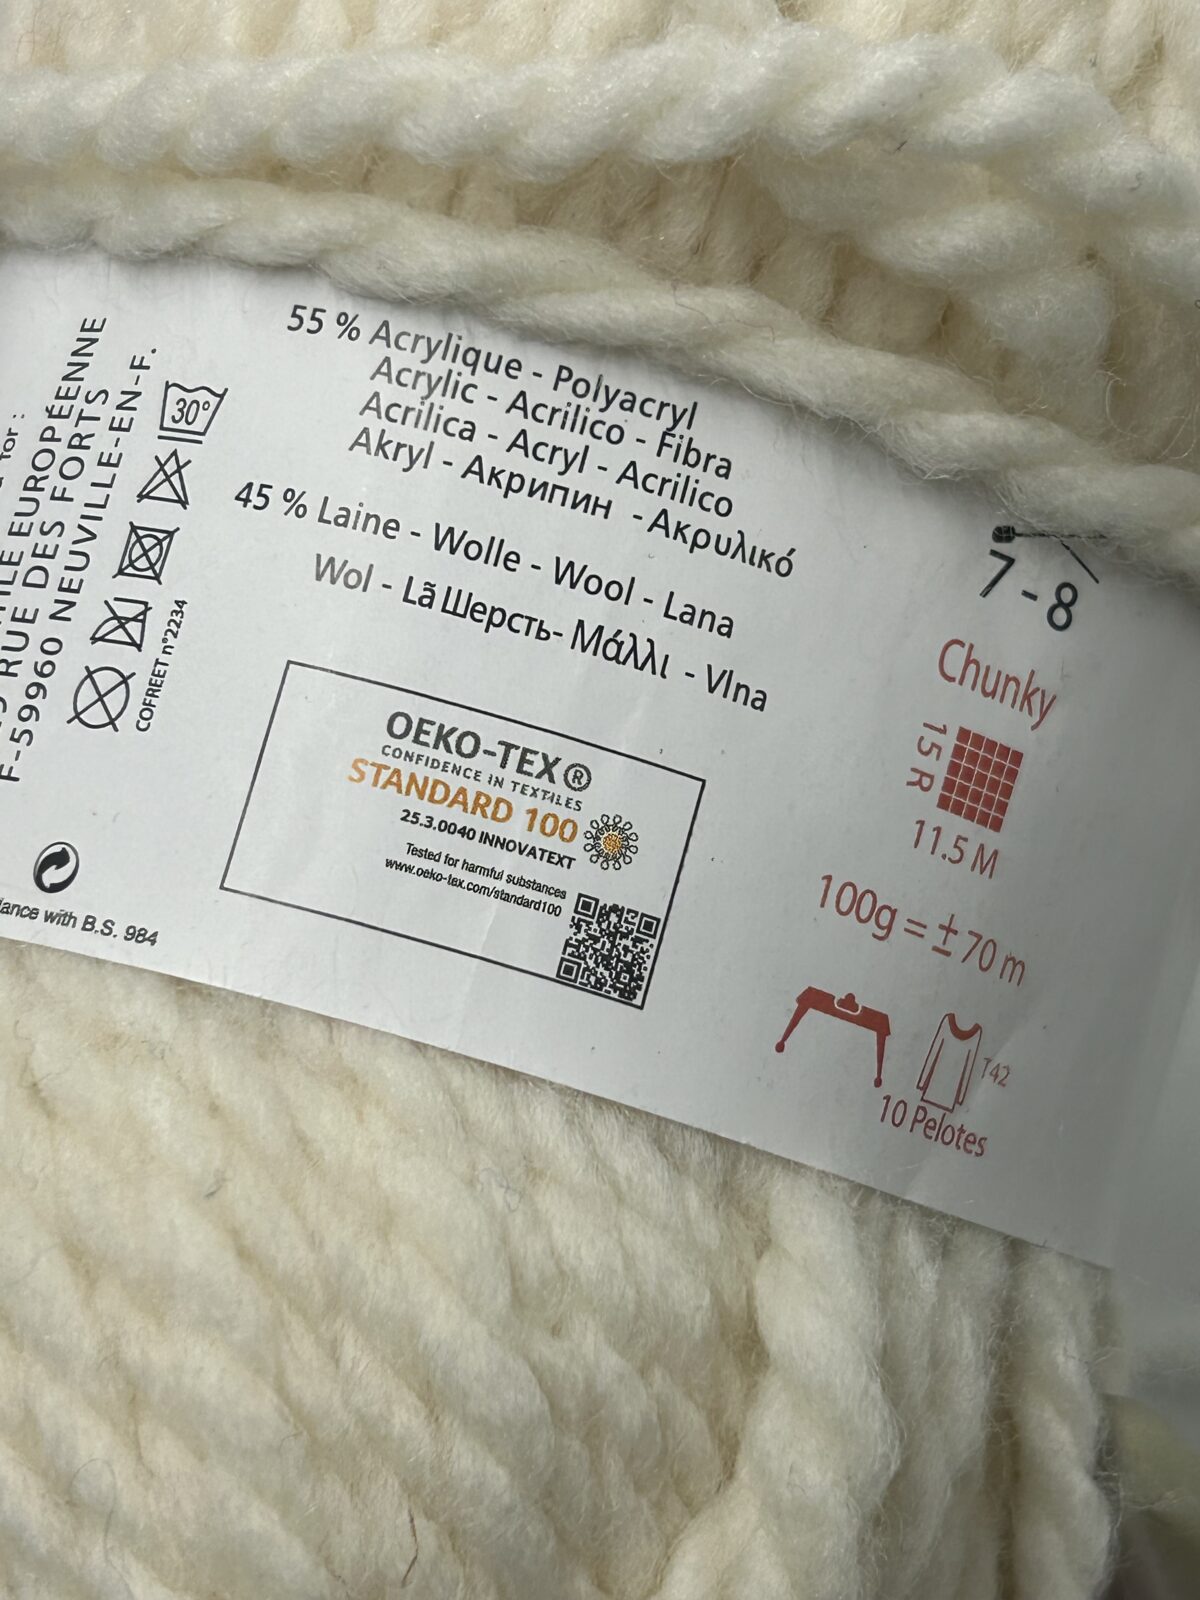 for :
TILE EUROPÉENNE
RUE DES FORTS
F-59960 NEUVILLE-EN-F.
30°
COFREET n°2234
ance with B.S. 984
55 % Acrylique - Polyacryl
Acrylic - Acrilico - Fibra
Acrilica - Acryl - Acrilico
Akryl - Акрипин - Ακρυλικό
45 % Laine - Wolle - Wool - Lana
Wol - Lã Шерсть- Μάλλι - Vlna
OEKO-TEX®
CONFIDENCE IN TEXTILES
STANDARD 100
25.3.0040 INNOVATEXT
Tested for harmful substances
www.oeko-tex.com/standard100
7-8
Chunky
15 R
11.5 M
100g = ± 70 m
T42
10 Pelotes